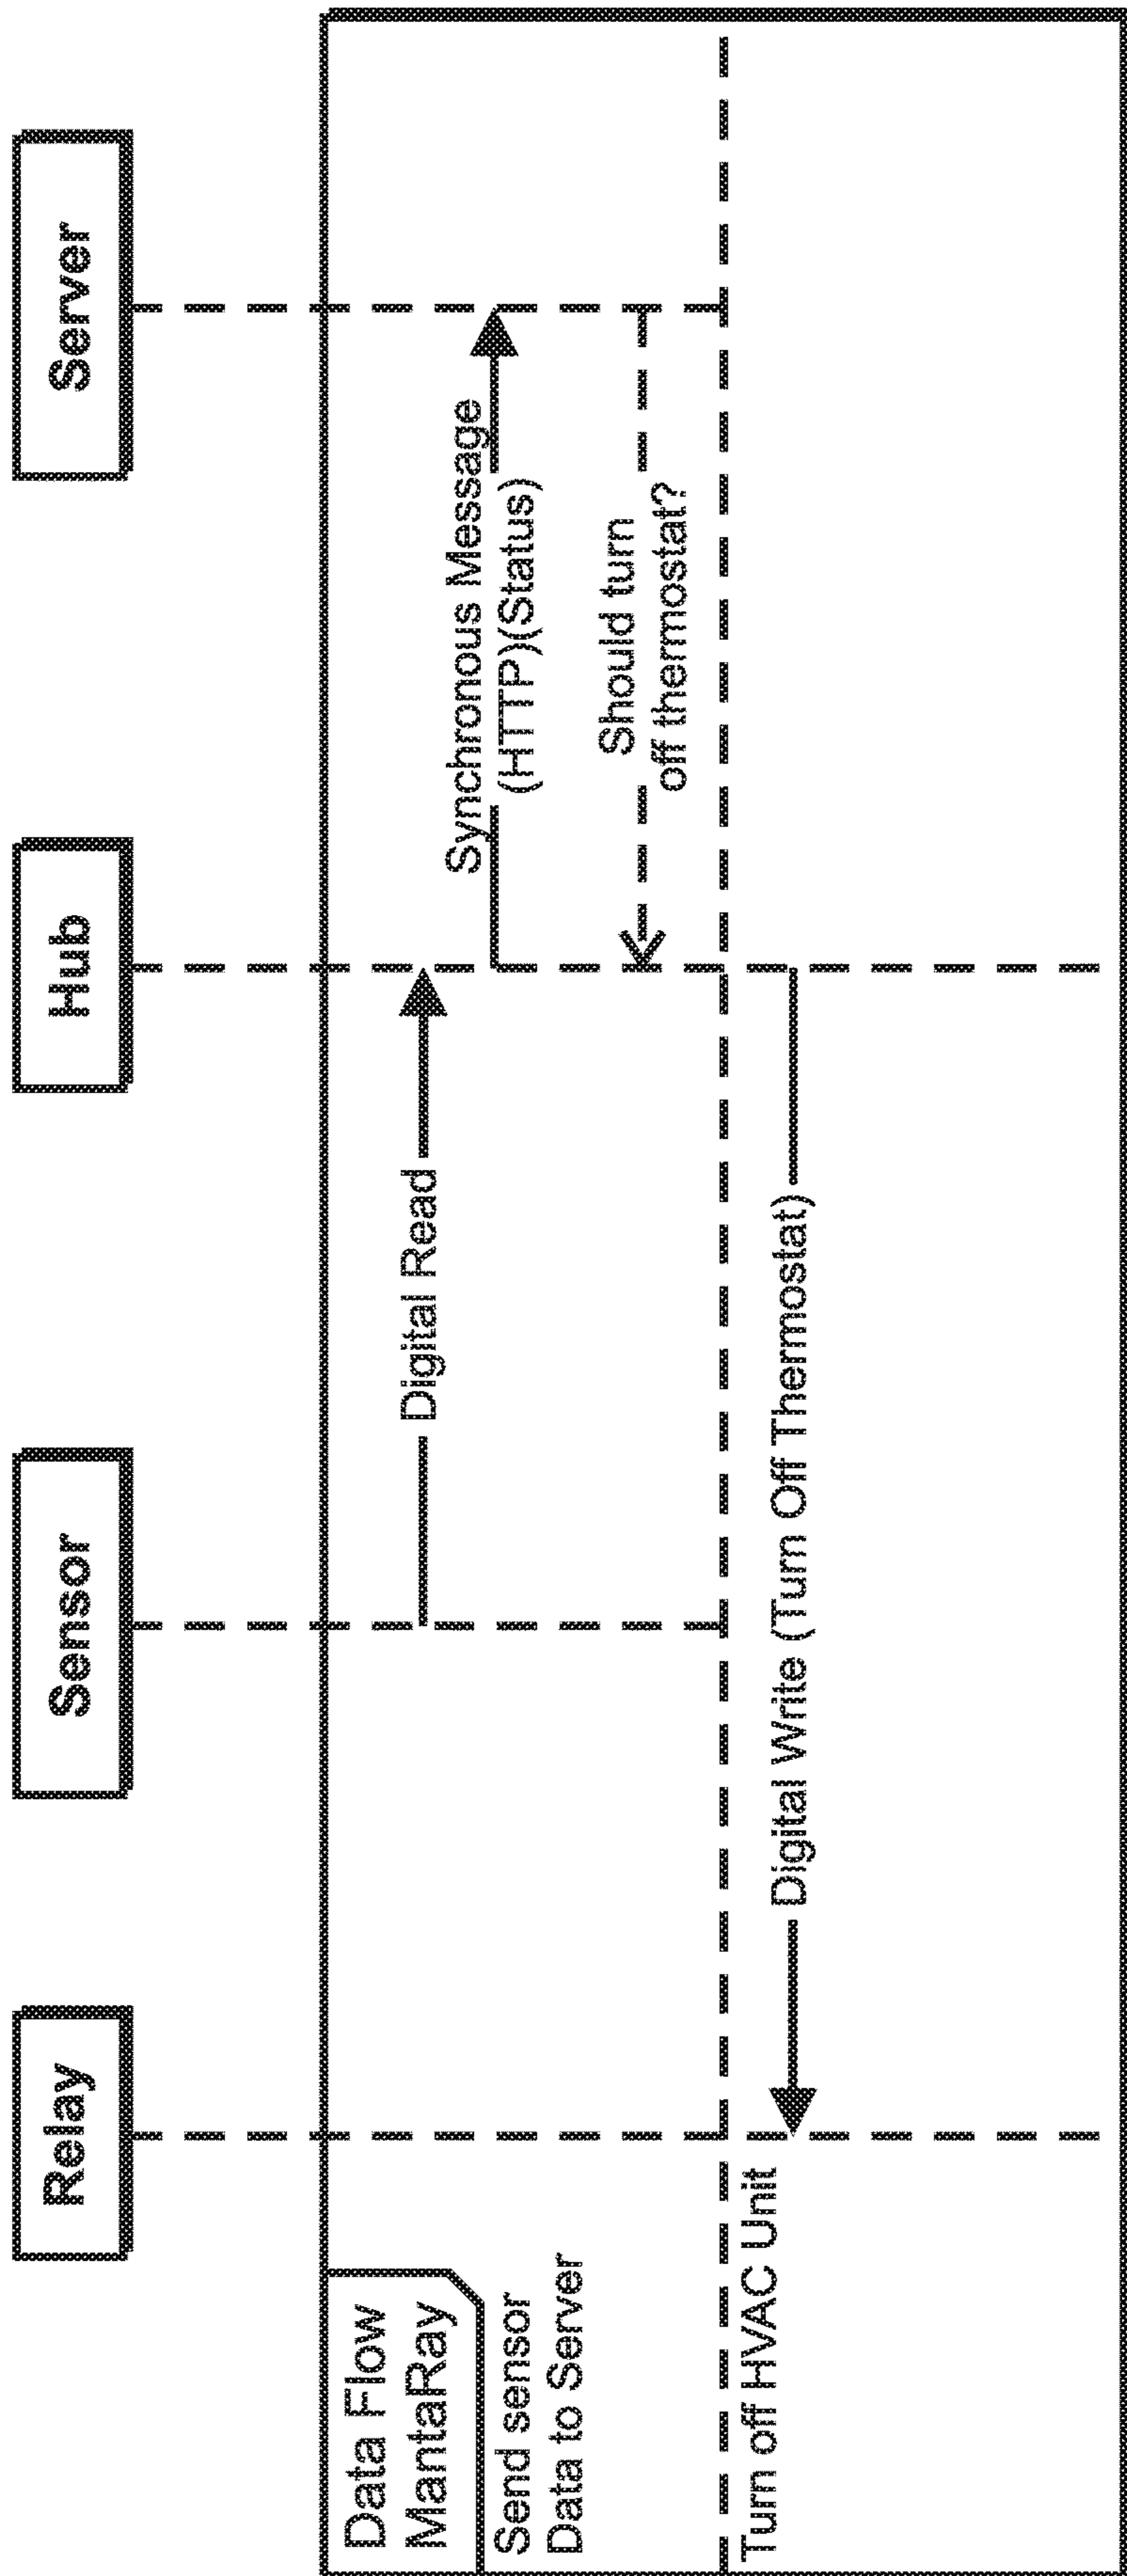 Relay
Sensor
Hub
Server
Data Flow
MantaRay
Send sensor
Data to Server
Digital Read
Synchronous Message
(HTTP)(Status)
Should turn
off thermostat?
Turn off HVAC Unit
Digital Write (Turn Off Thermostat)